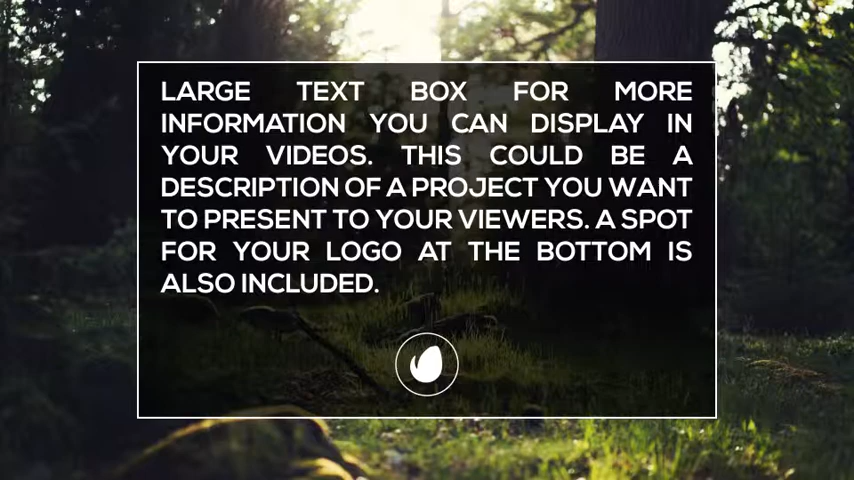 LARGE TEXT BOX FOR MORE
INFORMATION YOU CAN DISPLAY IN
YOUR VIDEOS. THIS COULD BE A
DESCRIPTION OF A PROJECT YOU WANT
TO PRESENT TO YOUR VIEWERS. A SPOT
FOR YOUR LOGO AT THE BOTTOM IS
ALSO INCLUDED.